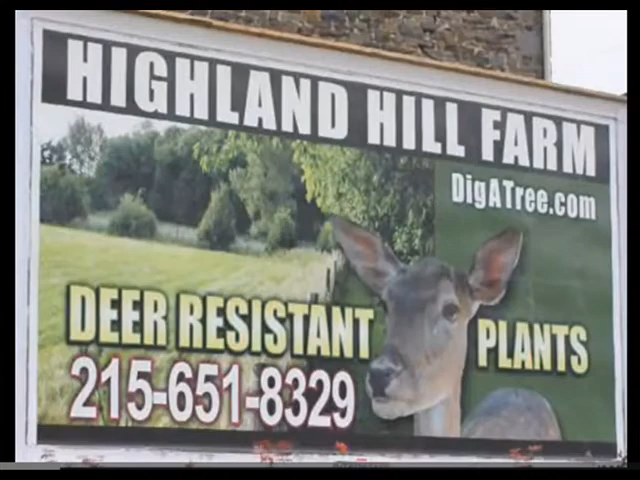 HIGHLAND HILL FARM
DigATree.com
DEER RESISTANT PLANTS
215-651-8329